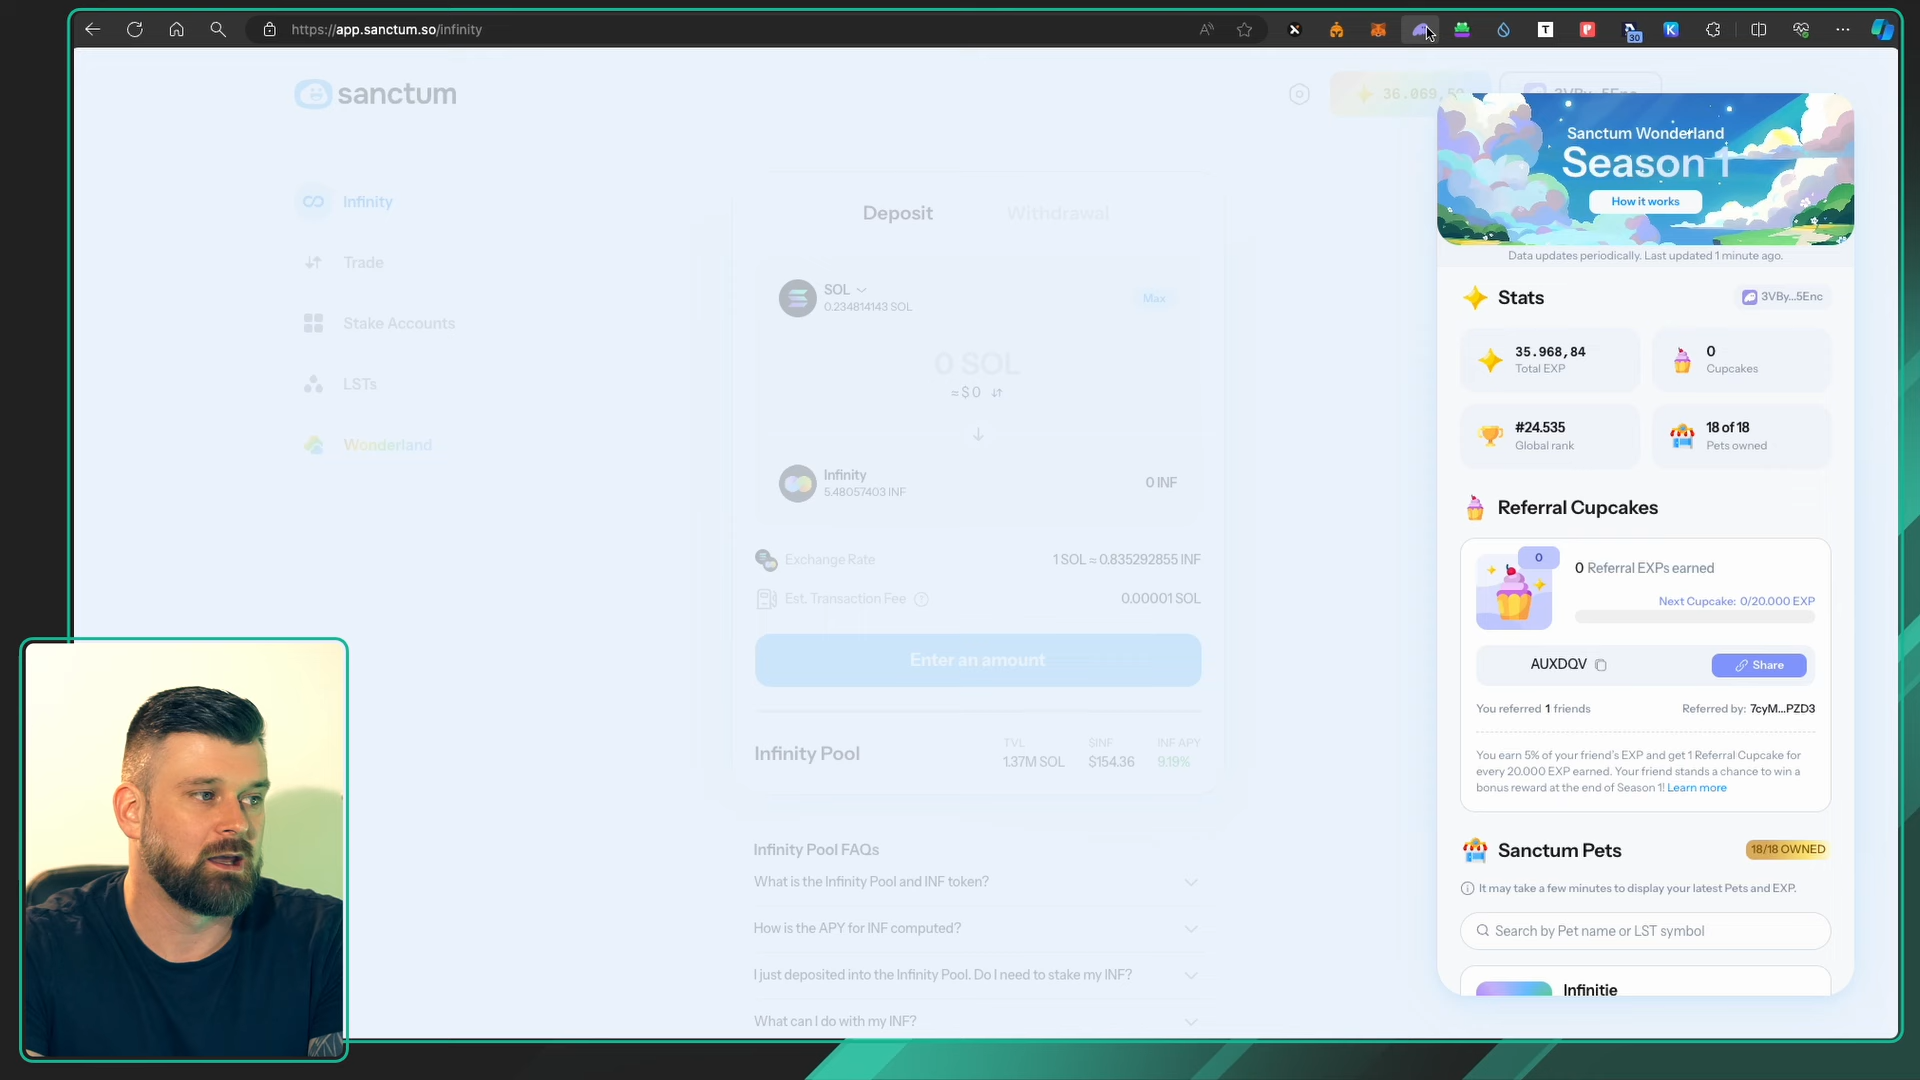 https://app.sanctum.so/infinity
T
30
K
sanctum
36.069,59
3VBy...5Enc
Infinity
Trade
Stake Accounts
LSTs
Wonderland
Deposit
Withdrawal
SOL
0.234814143 SOL
Max
0 SOL
≈ $ 0
Infinity
5.48057403 INF
0 INF
Exchange Rate
1 SOL ≈ 0.835292855 INF
Est. Transaction Fee
0.00001 SOL
Enter an amount
Infinity Pool
TVL
1.37M SOL
$INF
$154.36
INF APY
9.19%
Infinity Pool FAQs
What is the Infinity Pool and INF token?
How is the APY for INF computed?
I just deposited into the Infinity Pool. Do I need to stake my INF?
What can I do with my INF?
Sanctum Wonderland
Season 1
How it works
Data updates periodically. Last updated 1 minute ago.
Stats
3VBy...5Enc
35.968,84
Total EXP
0
Cupcakes
#24.535
Global rank
18 of 18
Pets owned
Referral Cupcakes
0
0 Referral EXPs earned
Next Cupcake: 0/20.000 EXP
AUXDQV
Share
You referred 1 friends
Referred by: 7cyM...PZD3
You earn 5% of your friend's EXP and get 1 Referral Cupcake for
every 20.000 EXP earned. Your friend stands a chance to win a
bonus reward at the end of Season 1! Learn more
Sanctum Pets
18/18 OWNED
It may take a few minutes to display your latest Pets and EXP.
Search by Pet name or LST symbol
Infinitie